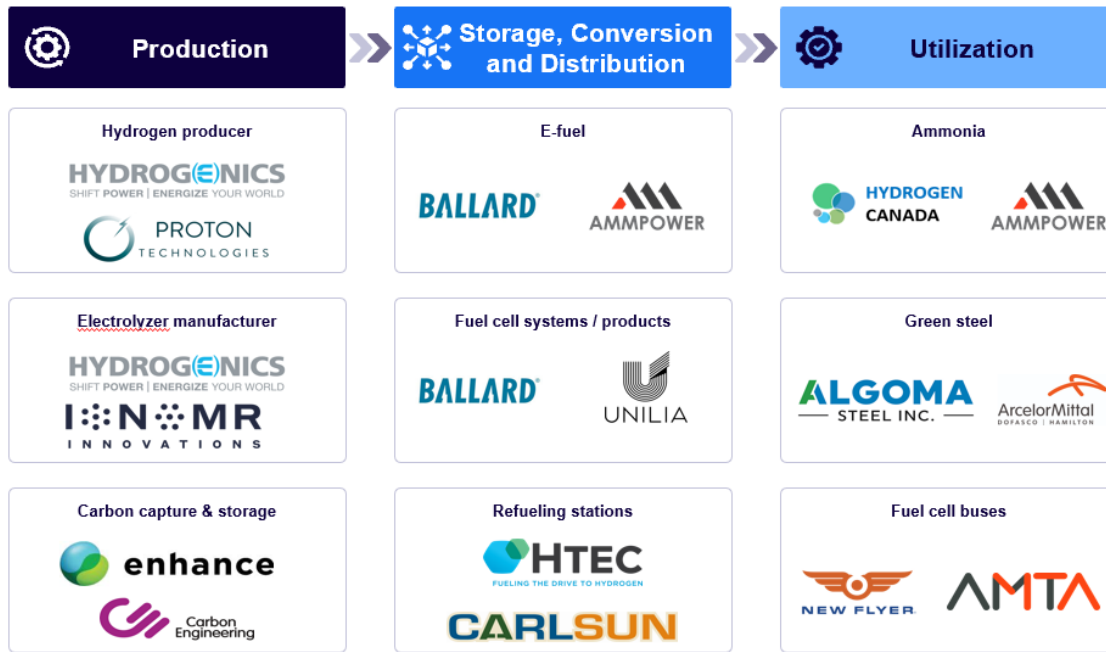 Production
Storage, Conversion
and Distribution
Utilization
Hydrogen producer
HYDROGENICS
SHIFT POWER | ENERGIZE YOUR WORLD
PROTON
TECHNOLOGIES
E-fuel
BALLARD®
AMMPOWER
Ammonia
HYDROGEN
CANADA
AMMPOWER
Electrolyzer manufacturer
HYDROGENICS
SHIFT POWER | ENERGIZE YOUR WORLD
IONOMR
INNOVATIONS
Fuel cell systems / products
BALLARD®
UNILIA
Green steel
ALGOMA
STEEL INC.
ArcelorMittal
DOFASCO | HAMILTON
Carbon capture & storage
enhance
Carbon
Engineering
Refueling stations
HTEC
FUELING THE DRIVE TO HYDROGEN
CARLSUN
Fuel cell buses
NEW FLYER
AMTA